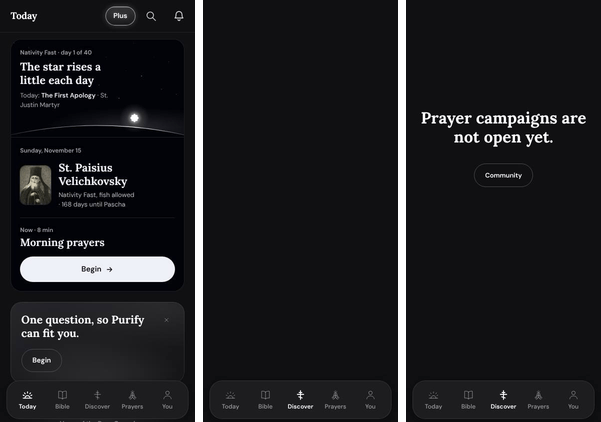 Today
Plus
Nativity Fast · day 1 of 40
The star rises a
little each day
Today: The First Apology · St.
Justin Martyr
Sunday, November 15
St. Paisius
Velichkovsky
Nativity Fast, fish allowed
· 168 days until Pascha
Now · 8 min
Morning prayers
Begin →
One question, so Purify
can fit you.
Begin
Today
Bible
Discover
Prayers
You
Today
Bible
Discover
Prayers
You
Prayer campaigns are
not open yet.
Community
Today
Bible
Discover
Prayers
You